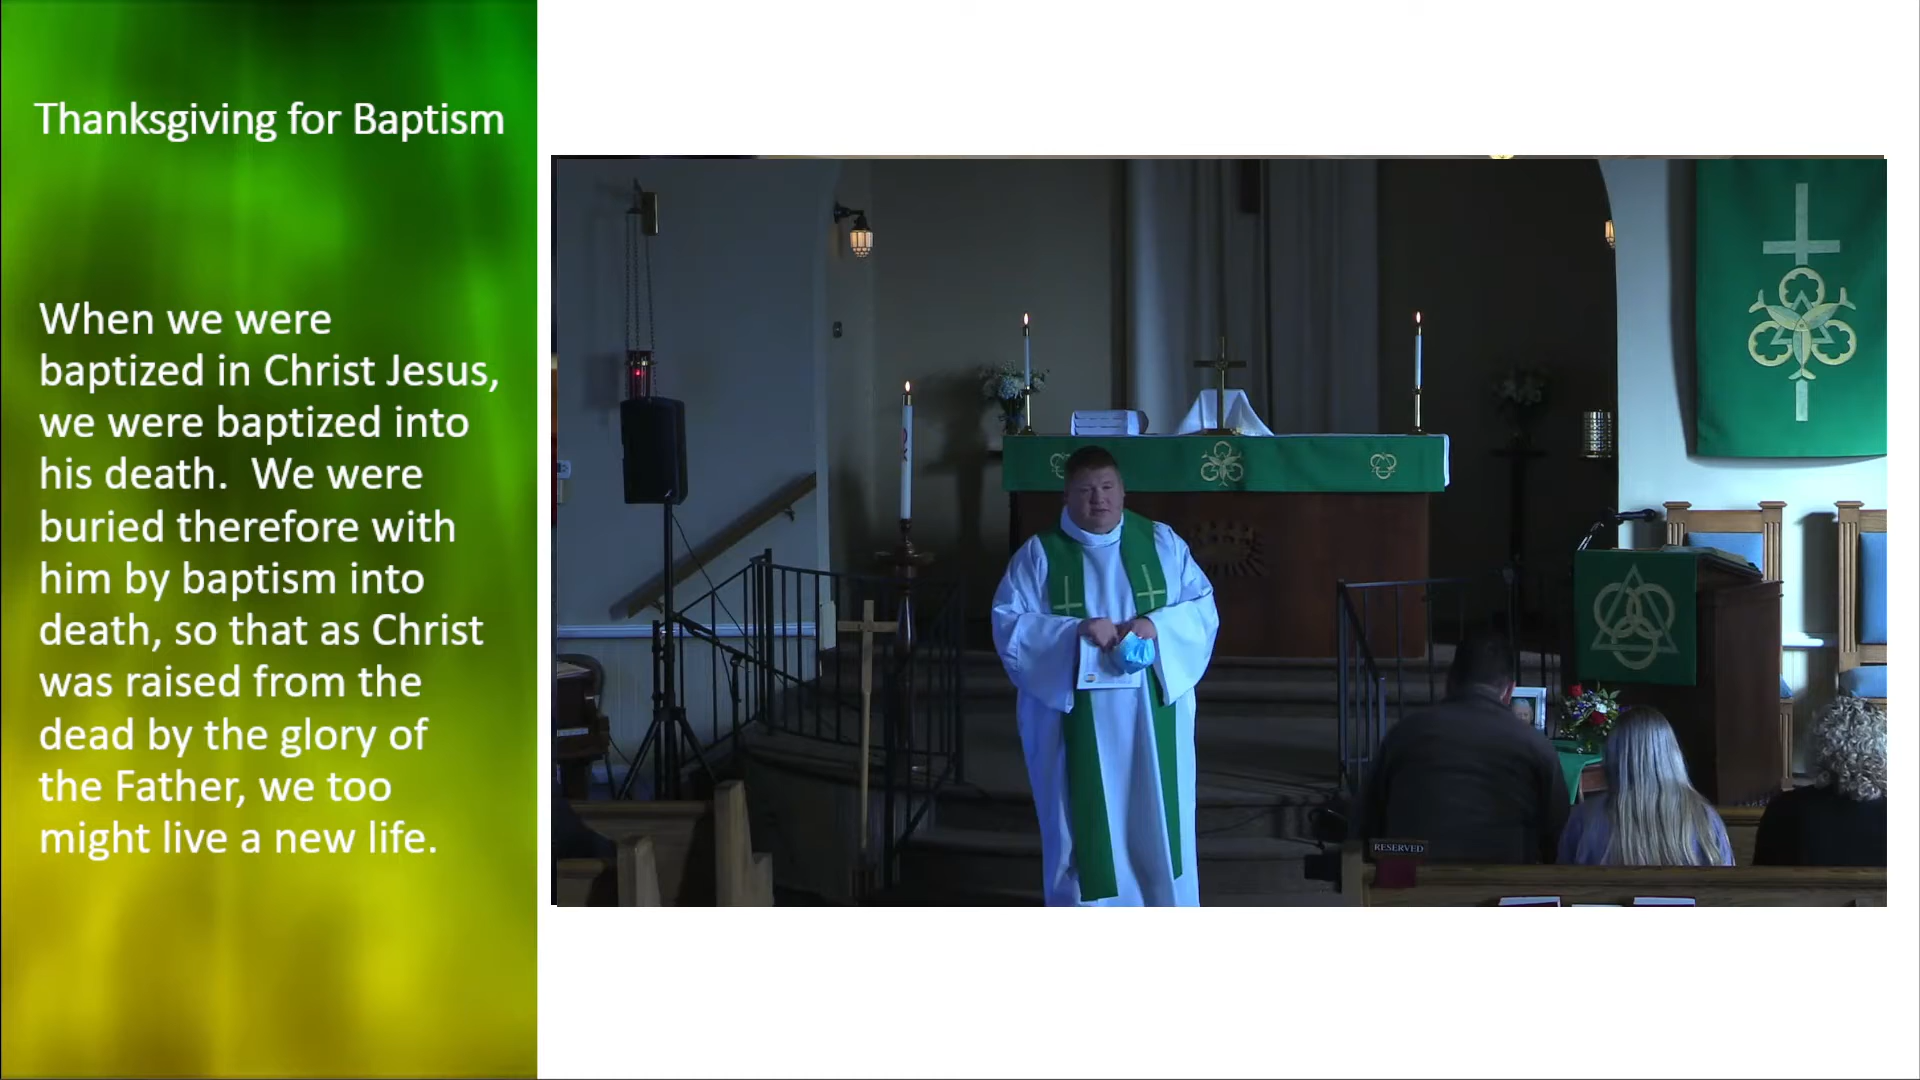 Thanksgiving for Baptism
When we were
baptized in Christ Jesus,
we were baptized into
his death.  We were
buried therefore with
him by baptism into
death, so that as Christ
was raised from the
dead by the glory of
the Father, we too
might live a new life.
RESERVED